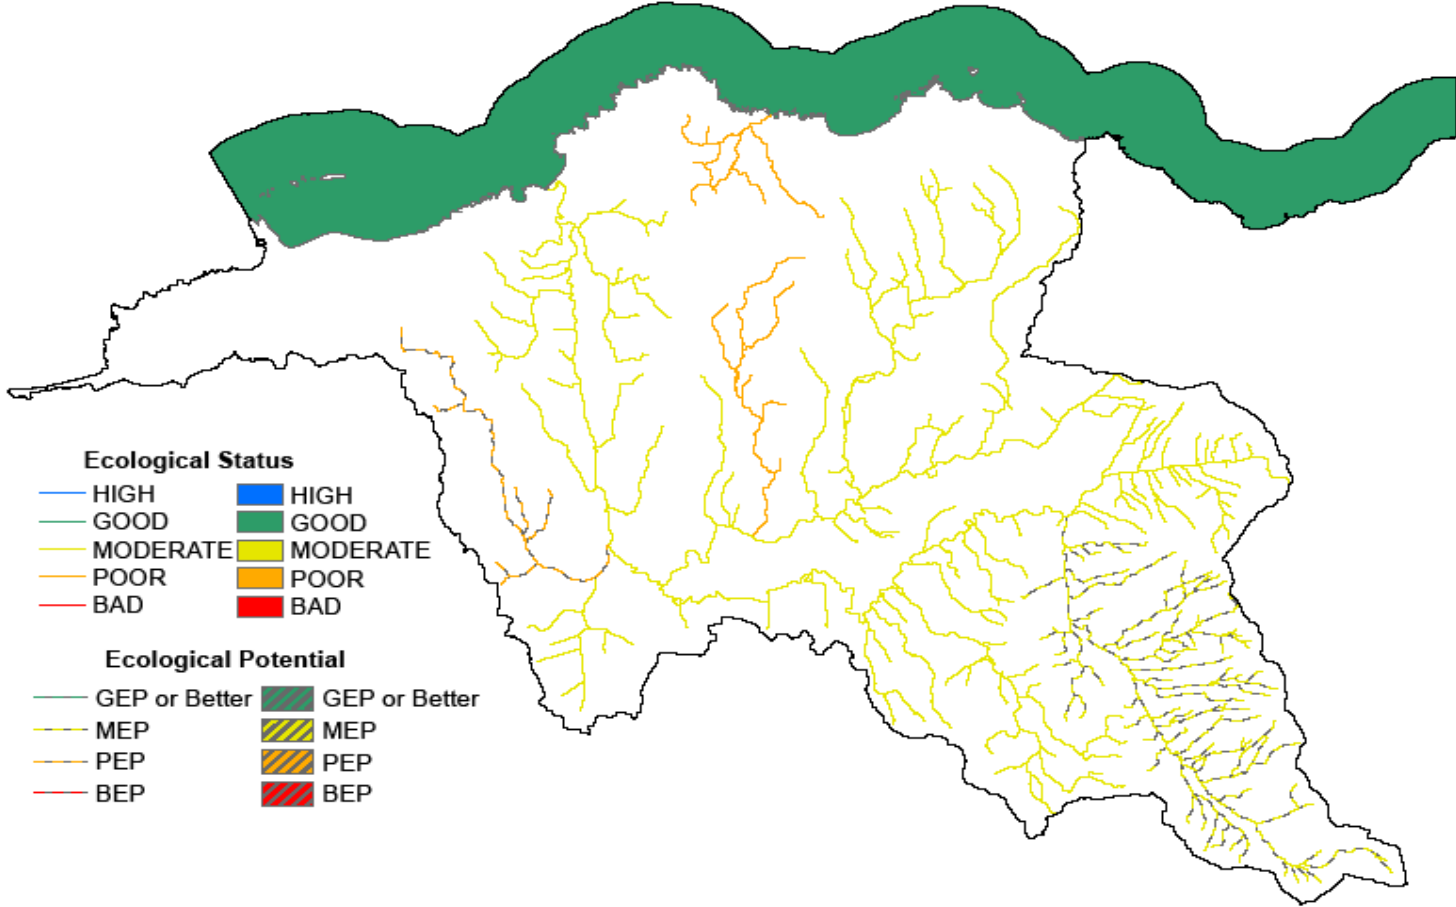 Ecological Status
HIGH HIGH
GOOD GOOD
MODERATE MODERATE
POOR POOR
BAD BAD
Ecological Potential
GEP or Better GEP or Better
MEP MEP
PEP PEP
BEP BEP